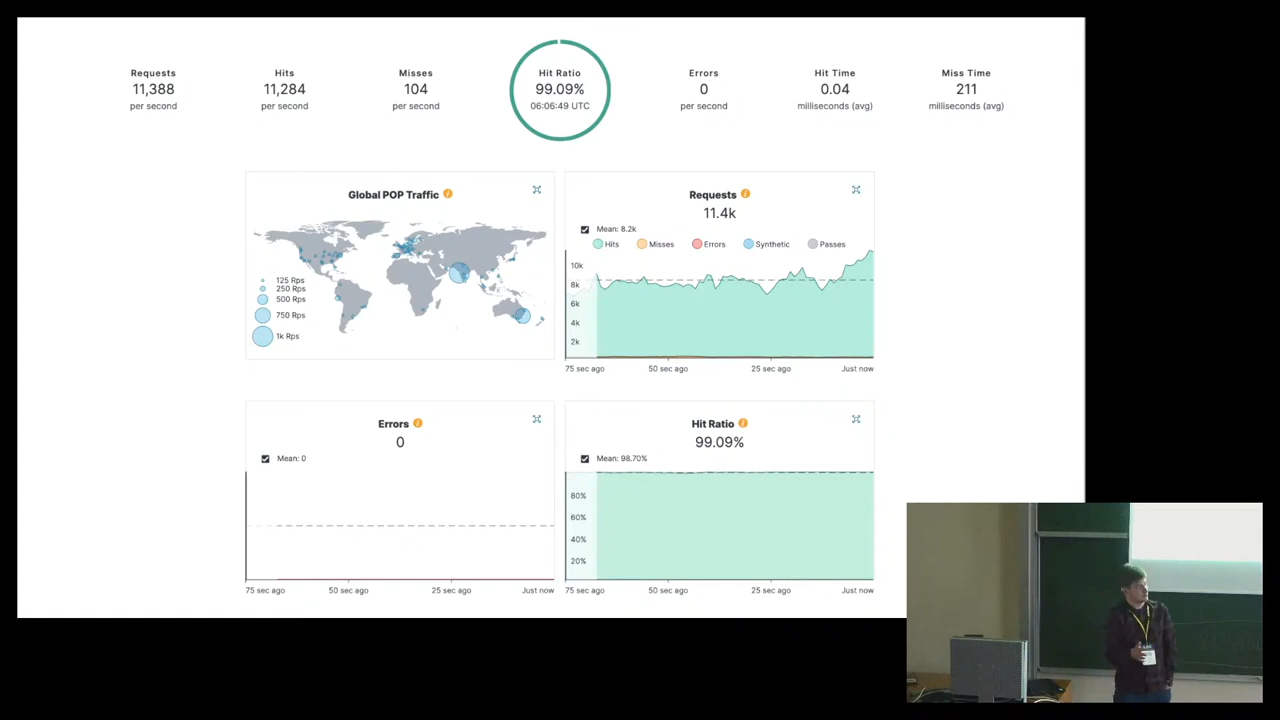 Requests
11,388
per second
Hits
11,284
per second
Misses
104
per second
Hit Ratio
99.09%
06:06:49 UTC
Errors
0
per second
Hit Time
0.04
milliseconds (avg)
Miss Time
211
milliseconds (avg)
Global POP Traffic
125 Rps
250 Rps
500 Rps
750 Rps
1k Rps
Requests
11.4k
Mean: 8.2k
Hits Misses Errors Synthetic Passes
10k
8k
6k
4k
2k
75 sec ago 50 sec ago 25 sec ago Just now
Errors
0
Mean: 0
75 sec ago 50 sec ago 25 sec ago Just now
Hit Ratio
99.09%
Mean: 98.70%
80%
60%
40%
20%
75 sec ago 50 sec ago 25 sec ago Just now